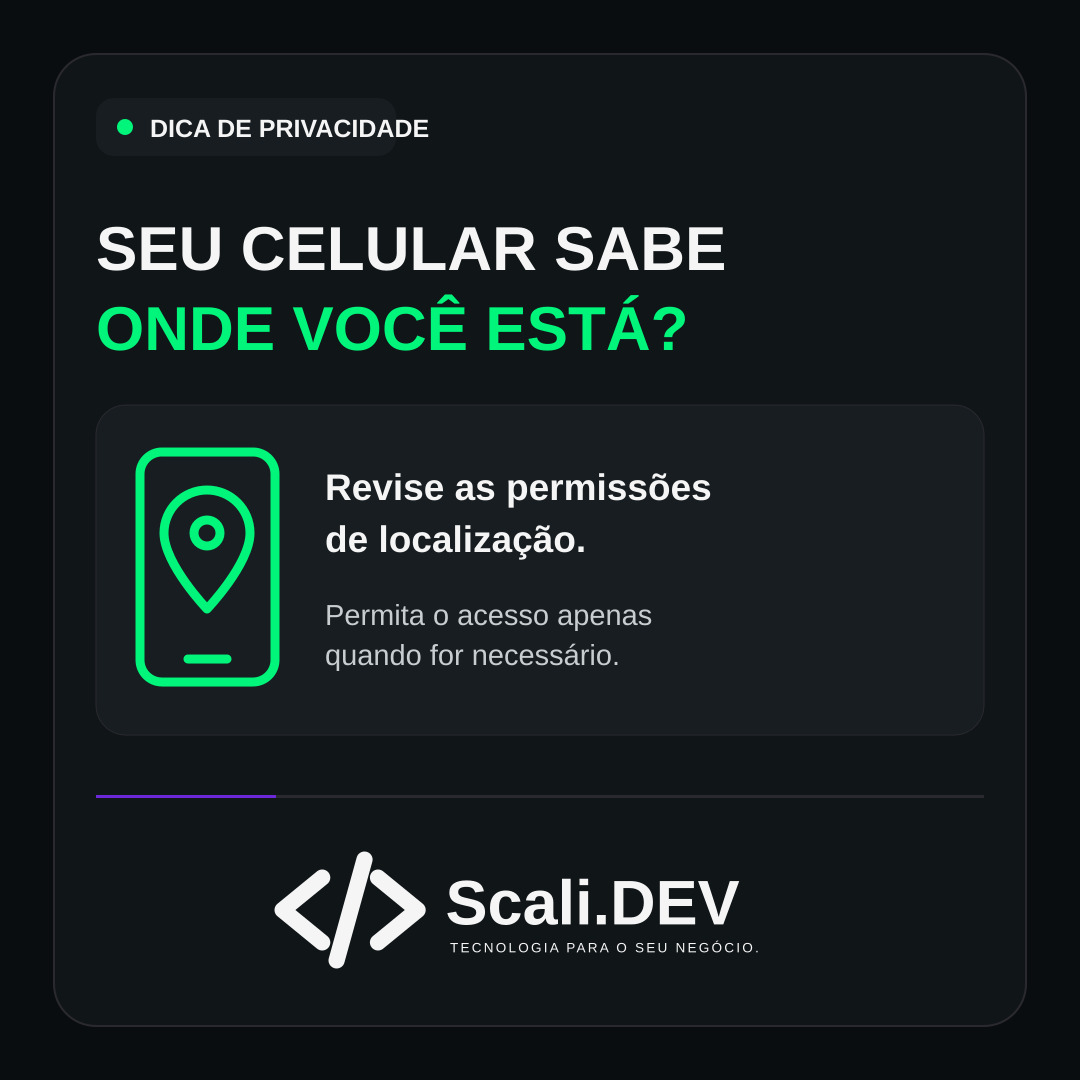 DICA DE PRIVACIDADE
SEU CELULAR SABE
ONDE VOCÊ ESTÁ?
Revise as permissões
de localização.
Permita o acesso apenas
quando for necessário.
</> Scali.DEV
TECNOLOGIA PARA O SEU NEGÓCIO.